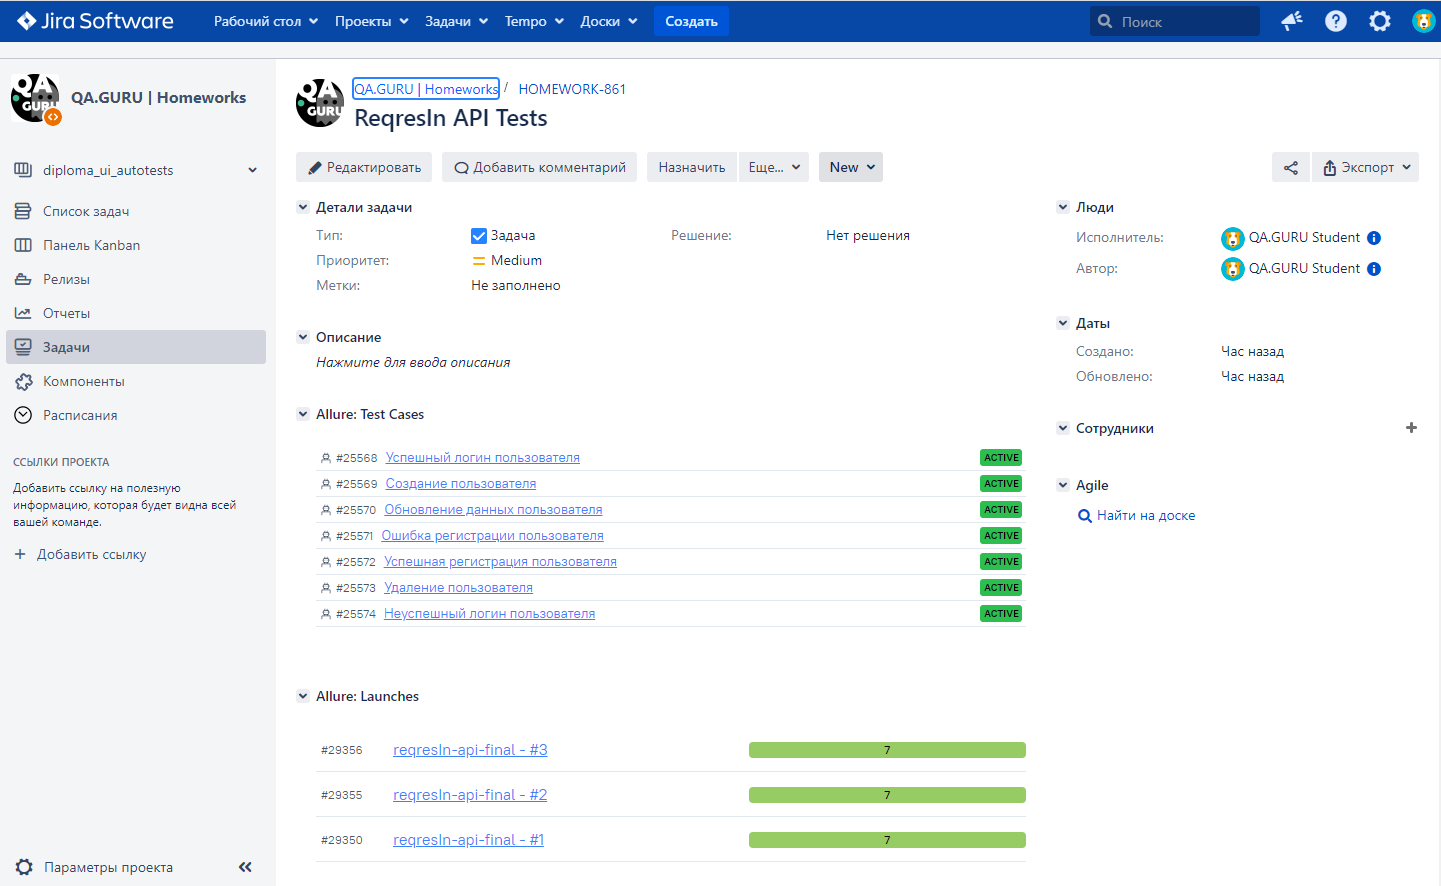 Jira Software
Рабочий стол
Проекты
Задачи
Tempo
Доски
Создать
Поиск
QA GURU
QA.GURU | Homeworks
diploma_ui_autotests
Список задач
Панель Kanban
Релизы
Отчеты
Задачи
Компоненты
Расписания
ССЫЛКИ ПРОЕКТА
Добавить ссылку на полезную
информацию, которая будет видна всей
вашей команде.
+ Добавить ссылку
Параметры проекта
QA GURU
QA.GURU | Homeworks / HOMEWORK-861
ReqresIn API Tests
Редактировать
Добавить комментарий
Назначить
Еще...
New
Экспорт
Детали задачи
Тип: Задача
Решение: Нет решения
Приоритет: Medium
Метки: Не заполнено
Описание
Нажмите для ввода описания
Allure: Test Cases
#25568 Успешный логин пользователя ACTIVE
#25569 Создание пользователя ACTIVE
#25570 Обновление данных пользователя ACTIVE
#25571 Ошибка регистрации пользователя ACTIVE
#25572 Успешная регистрация пользователя ACTIVE
#25573 Удаление пользователя ACTIVE
#25574 Неуспешный логин пользователя ACTIVE
Allure: Launches
#29356 reqresIn-api-final - #3 7
#29355 reqresIn-api-final - #2 7
#29350 reqresIn-api-final - #1 7
Люди
Исполнитель: QA.GURU Student
Автор: QA.GURU Student
Даты
Создано: Час назад
Обновлено: Час назад
Сотрудники
Agile
Найти на доске